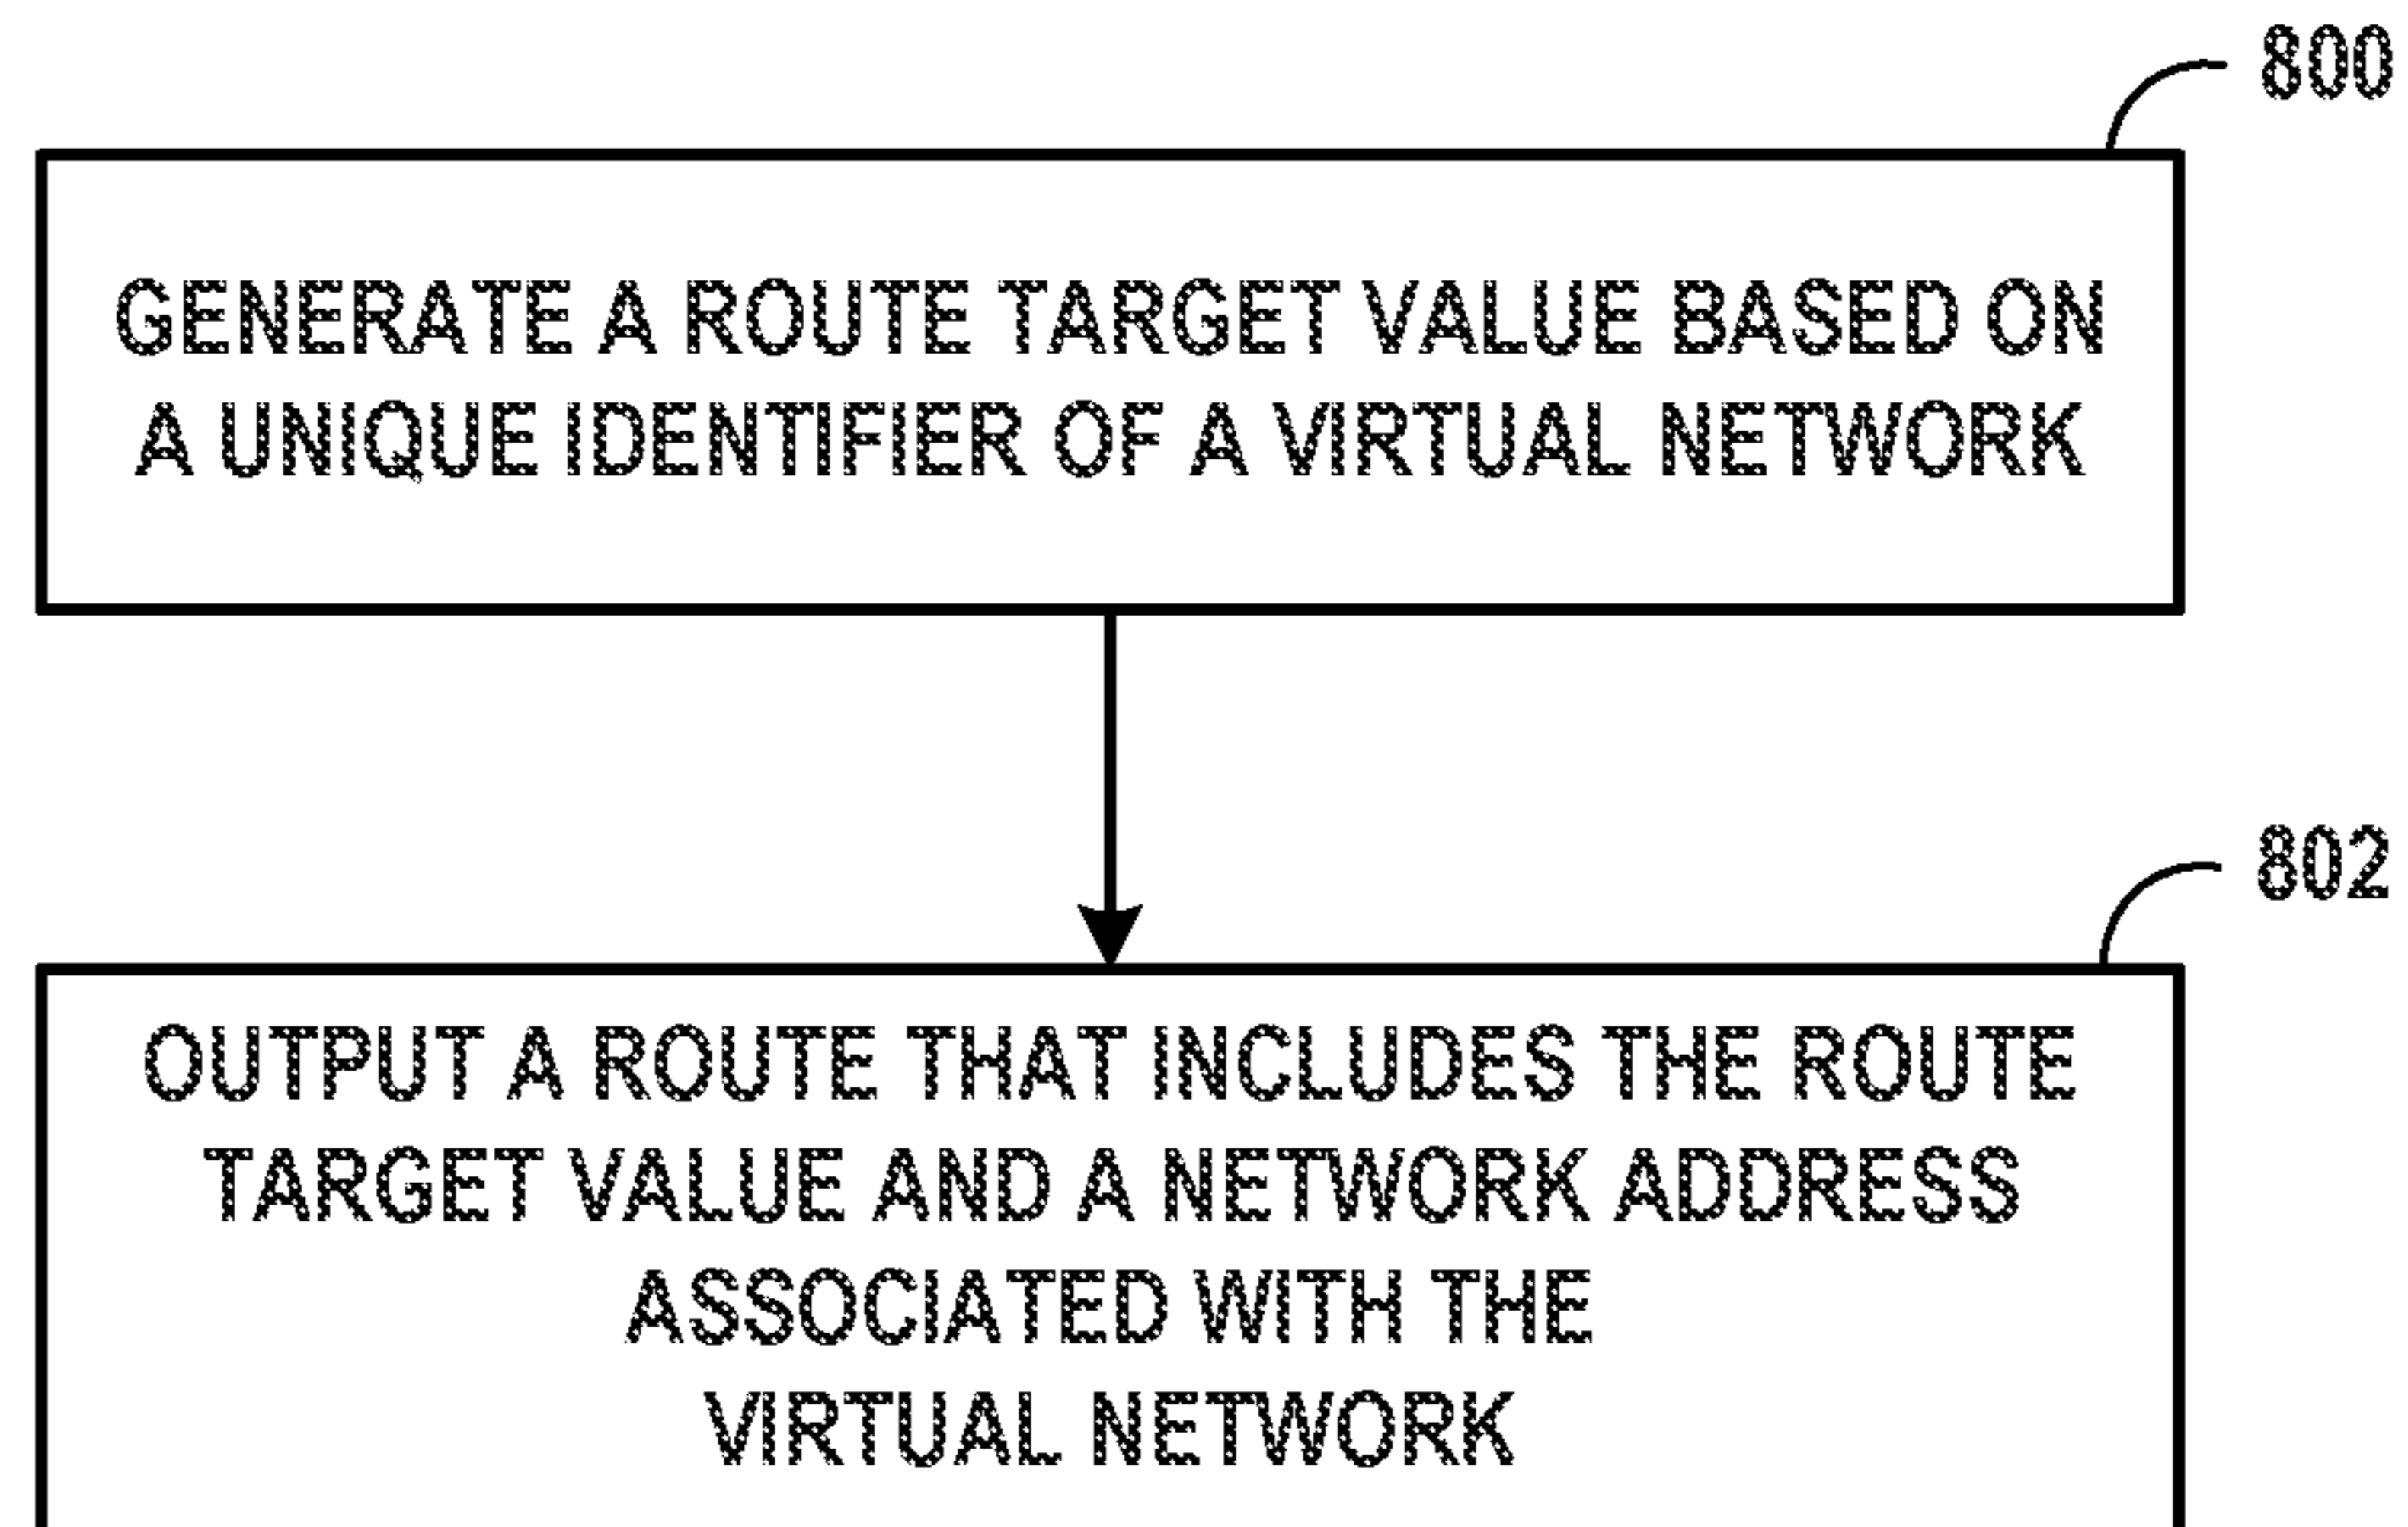 800
GENERATE A ROUTE TARGET VALUE BASED ON
A UNIQUE IDENTIFIER OF A VIRTUAL NETWORK
802
OUTPUT A ROUTE THAT INCLUDES THE ROUTE
TARGET VALUE AND A NETWORK ADDRESS
ASSOCIATED WITH THE
VIRTUAL NETWORK